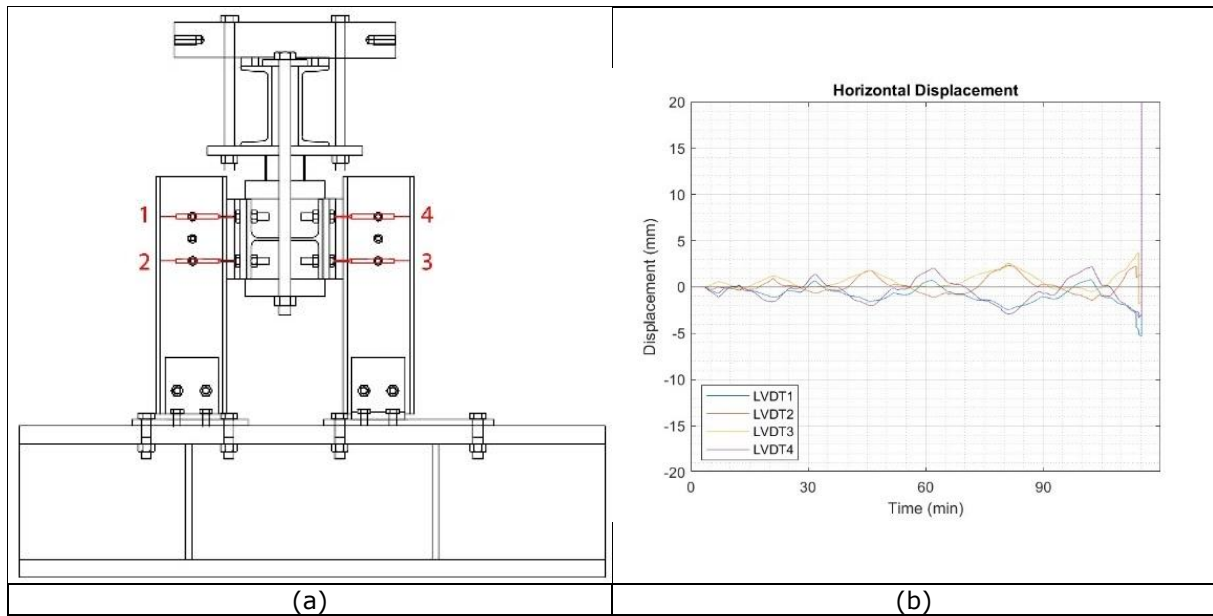 1
4
2
3
(a)
Horizontal Displacement
20
15
10
5
0
-5
-10
-15
-20
Displacement (mm)
LVDT1
LVDT2
LVDT3
LVDT4
0 30 60 90
Time (min)
(b)